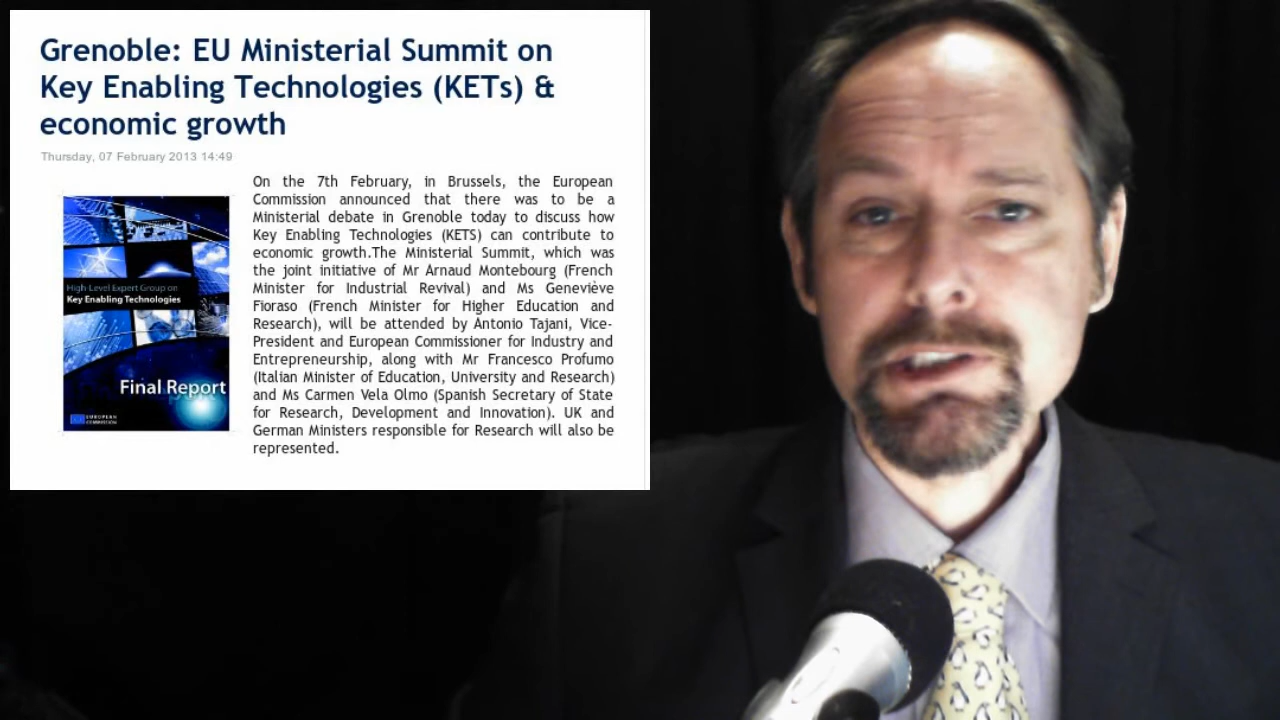 Grenoble: EU Ministerial Summit on
Key Enabling Technologies (KETs) &
economic growth
Thursday, 07 February 2013 14:49
On the 7th February, in Brussels, the European
Commission announced that there was to be a
Ministerial debate in Grenoble today to discuss how
Key Enabling Technologies (KETS) can contribute to
economic growth.The Ministerial Summit, which was
the joint initiative of Mr Arnaud Montebourg (French
Minister for Industrial Revival) and Ms Geneviève
Fioraso (French Minister for Higher Education and
Research), will be attended by Antonio Tajani, Vice-
President and European Commissioner for Industry and
Entrepreneurship, along with Mr Francesco Profumo
(Italian Minister of Education, University and Research)
and Ms Carmen Vela Olmo (Spanish Secretary of State
for Research, Development and Innovation). UK and
German Ministers responsible for Research will also be
represented.
High-Level Expert Group on
Key Enabling Technologies
Final Report
EUROPEAN
COMMISSION